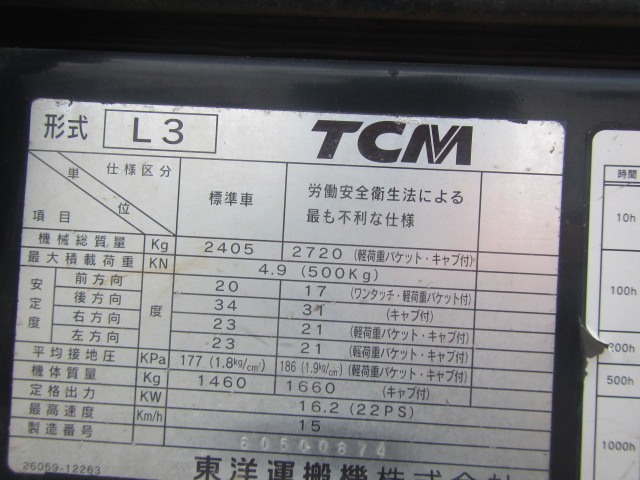 形式 L3 TCM
仕様区分
単位
項目
標準車
労働安全衛生法による
最も不利な仕様
機械総質量 Kg 2405 2720 (軽荷重バケット・キャブ付)
最大積載荷重 KN 4.9 (500Kg)
安定度 前方向 度 20 17 (ワンタッチ・軽荷重バケット付)
後方向 34 31 (キャブ付)
右方向 23 21 (軽荷重バケット・キャブ付)
左方向 23 21 (軽荷重バケット・キャブ付)
平均接地圧 KPa 177 (1.8kg/cm²) 186 (1.9kg/cm²) (軽荷重バケット・キャブ付)
機体質量 Kg 1460 1660 (キャブ付)
定格出力 KW 16.2 (22PS)
最高速度 Km/h 15
製造番号
26059-12263
東洋運搬機株式会社
時間
10h
100h
200h
500h
1000h